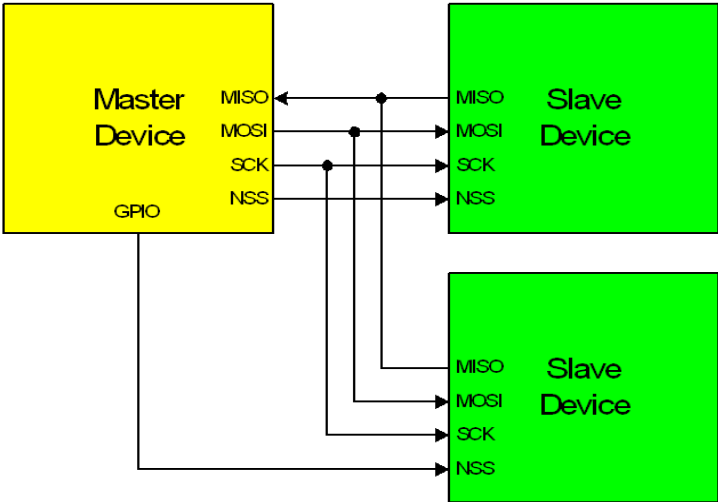 Master
Device
MISO
MOSI
SCK
NSS
GPIO
MISO
MOSI
SCK
NSS
Slave
Device
MISO
MOSI
SCK
NSS
Slave
Device